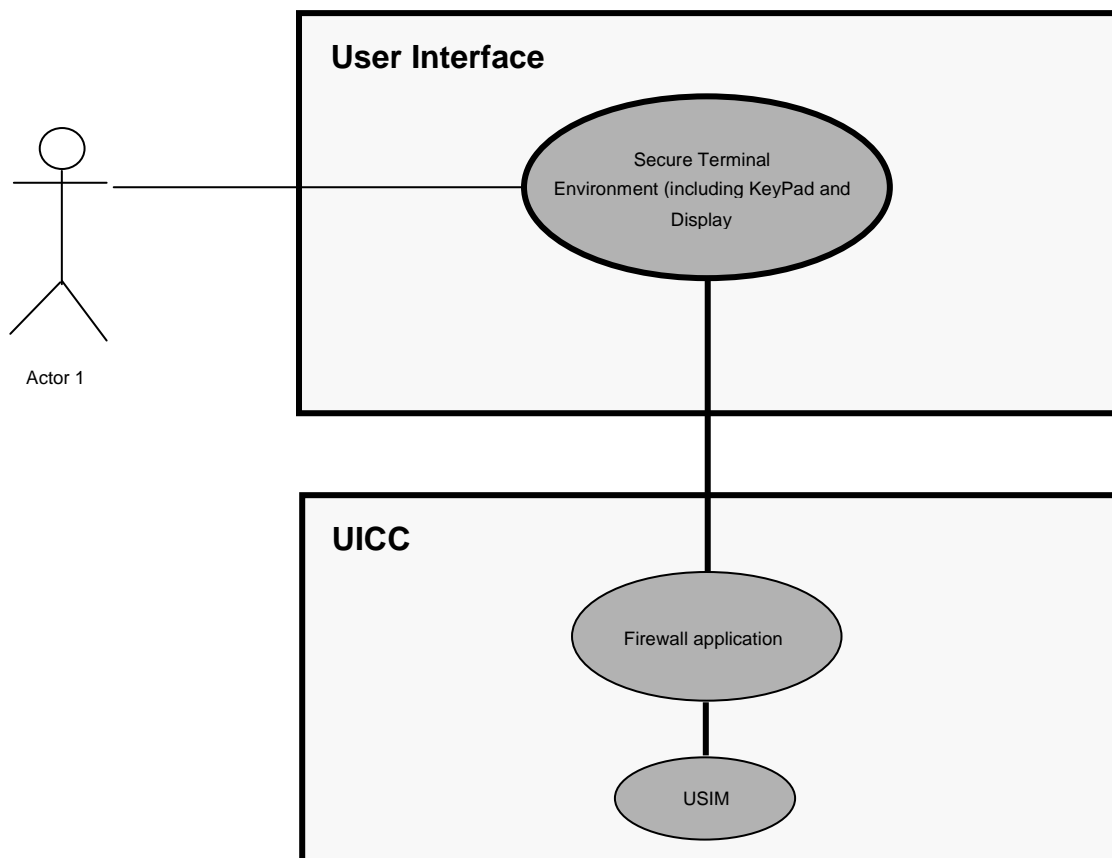 User Interface
Secure Terminal
Environment (including KeyPad and
Display
Actor 1
UICC
Firewall application
USIM